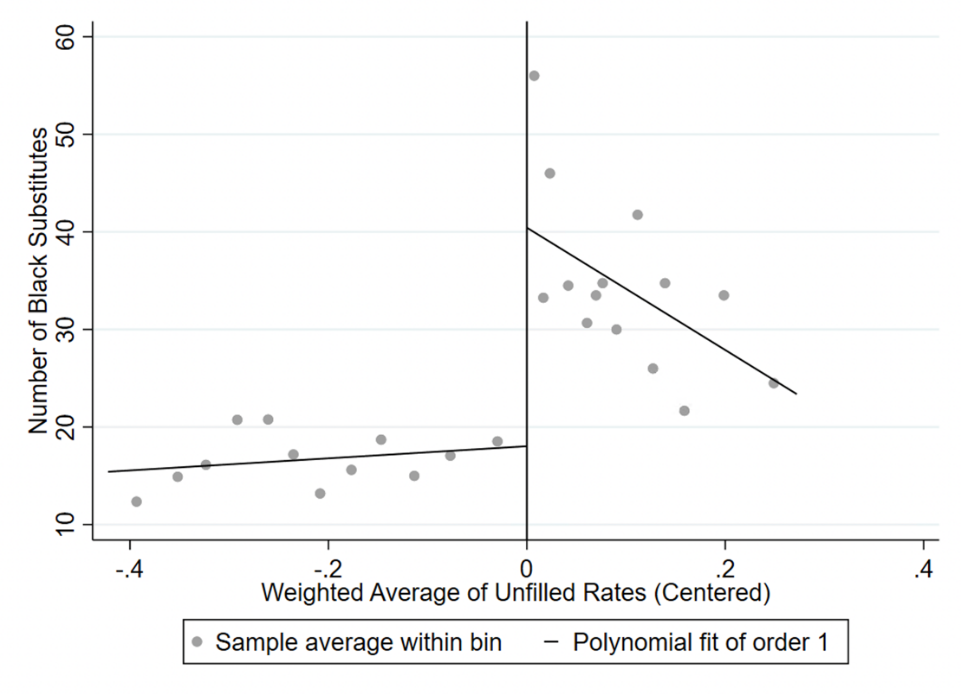 Number of Black Substitutes
60
50
40
30
20
10
-.4
-.2
0
.2
.4
Weighted Average of Unfilled Rates (Centered)
Sample average within bin
Polynomial fit of order 1